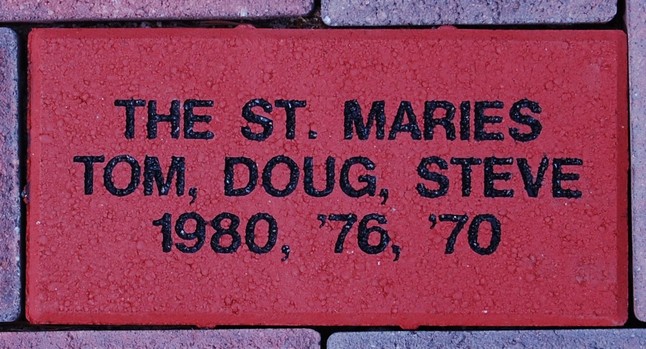 THE ST. MARIES
TOM, DOUG, STEVE
1980, '76, '70